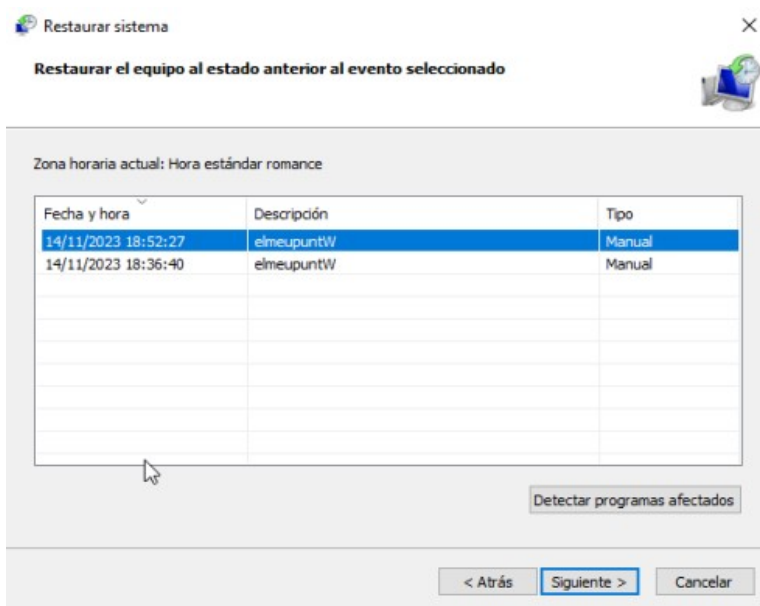 Restaurar sistema
Restaurar el equipo al estado anterior al evento seleccionado
Zona horaria actual: Hora estándar romance
Fecha y hora Descripción Tipo
14/11/2023 18:52:27 elmeupuntW Manual
14/11/2023 18:36:40 elmeupuntW Manual
Detectar programas afectados
< Atrás Siguiente > Cancelar